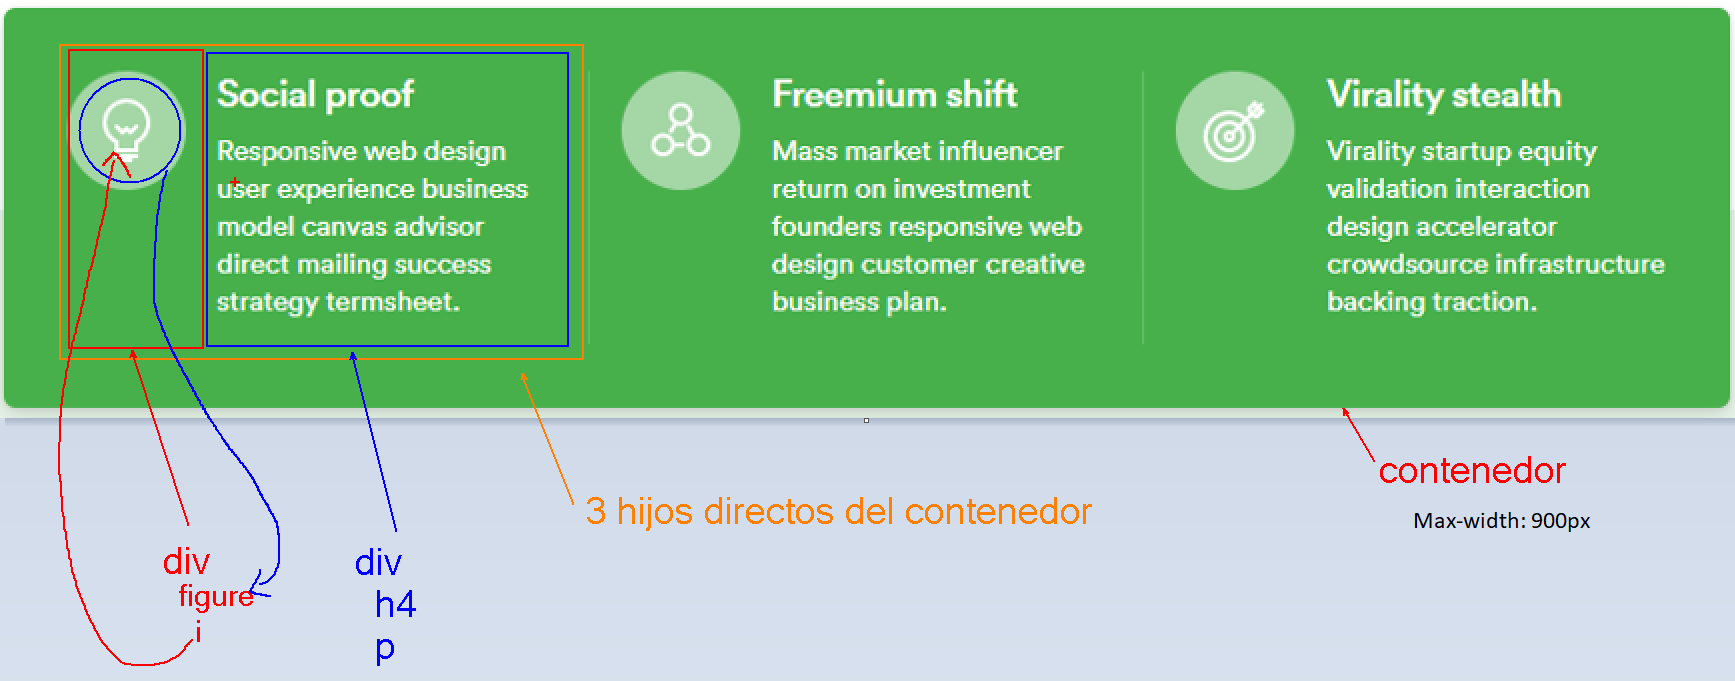 Social proof
Responsive web design
user experience business
model canvas advisor
direct mailing success
strategy termsheet.
Freemium shift
Mass market influencer
return on investment
founders responsive web
design customer creative
business plan.
Virality stealth
Virality startup equity
validation interaction
design accelerator
crowdsource infrastructure
backing traction.
contenedor
Max-width: 900px
3 hijos directos del contenedor
div
figure
i
div
h4
p